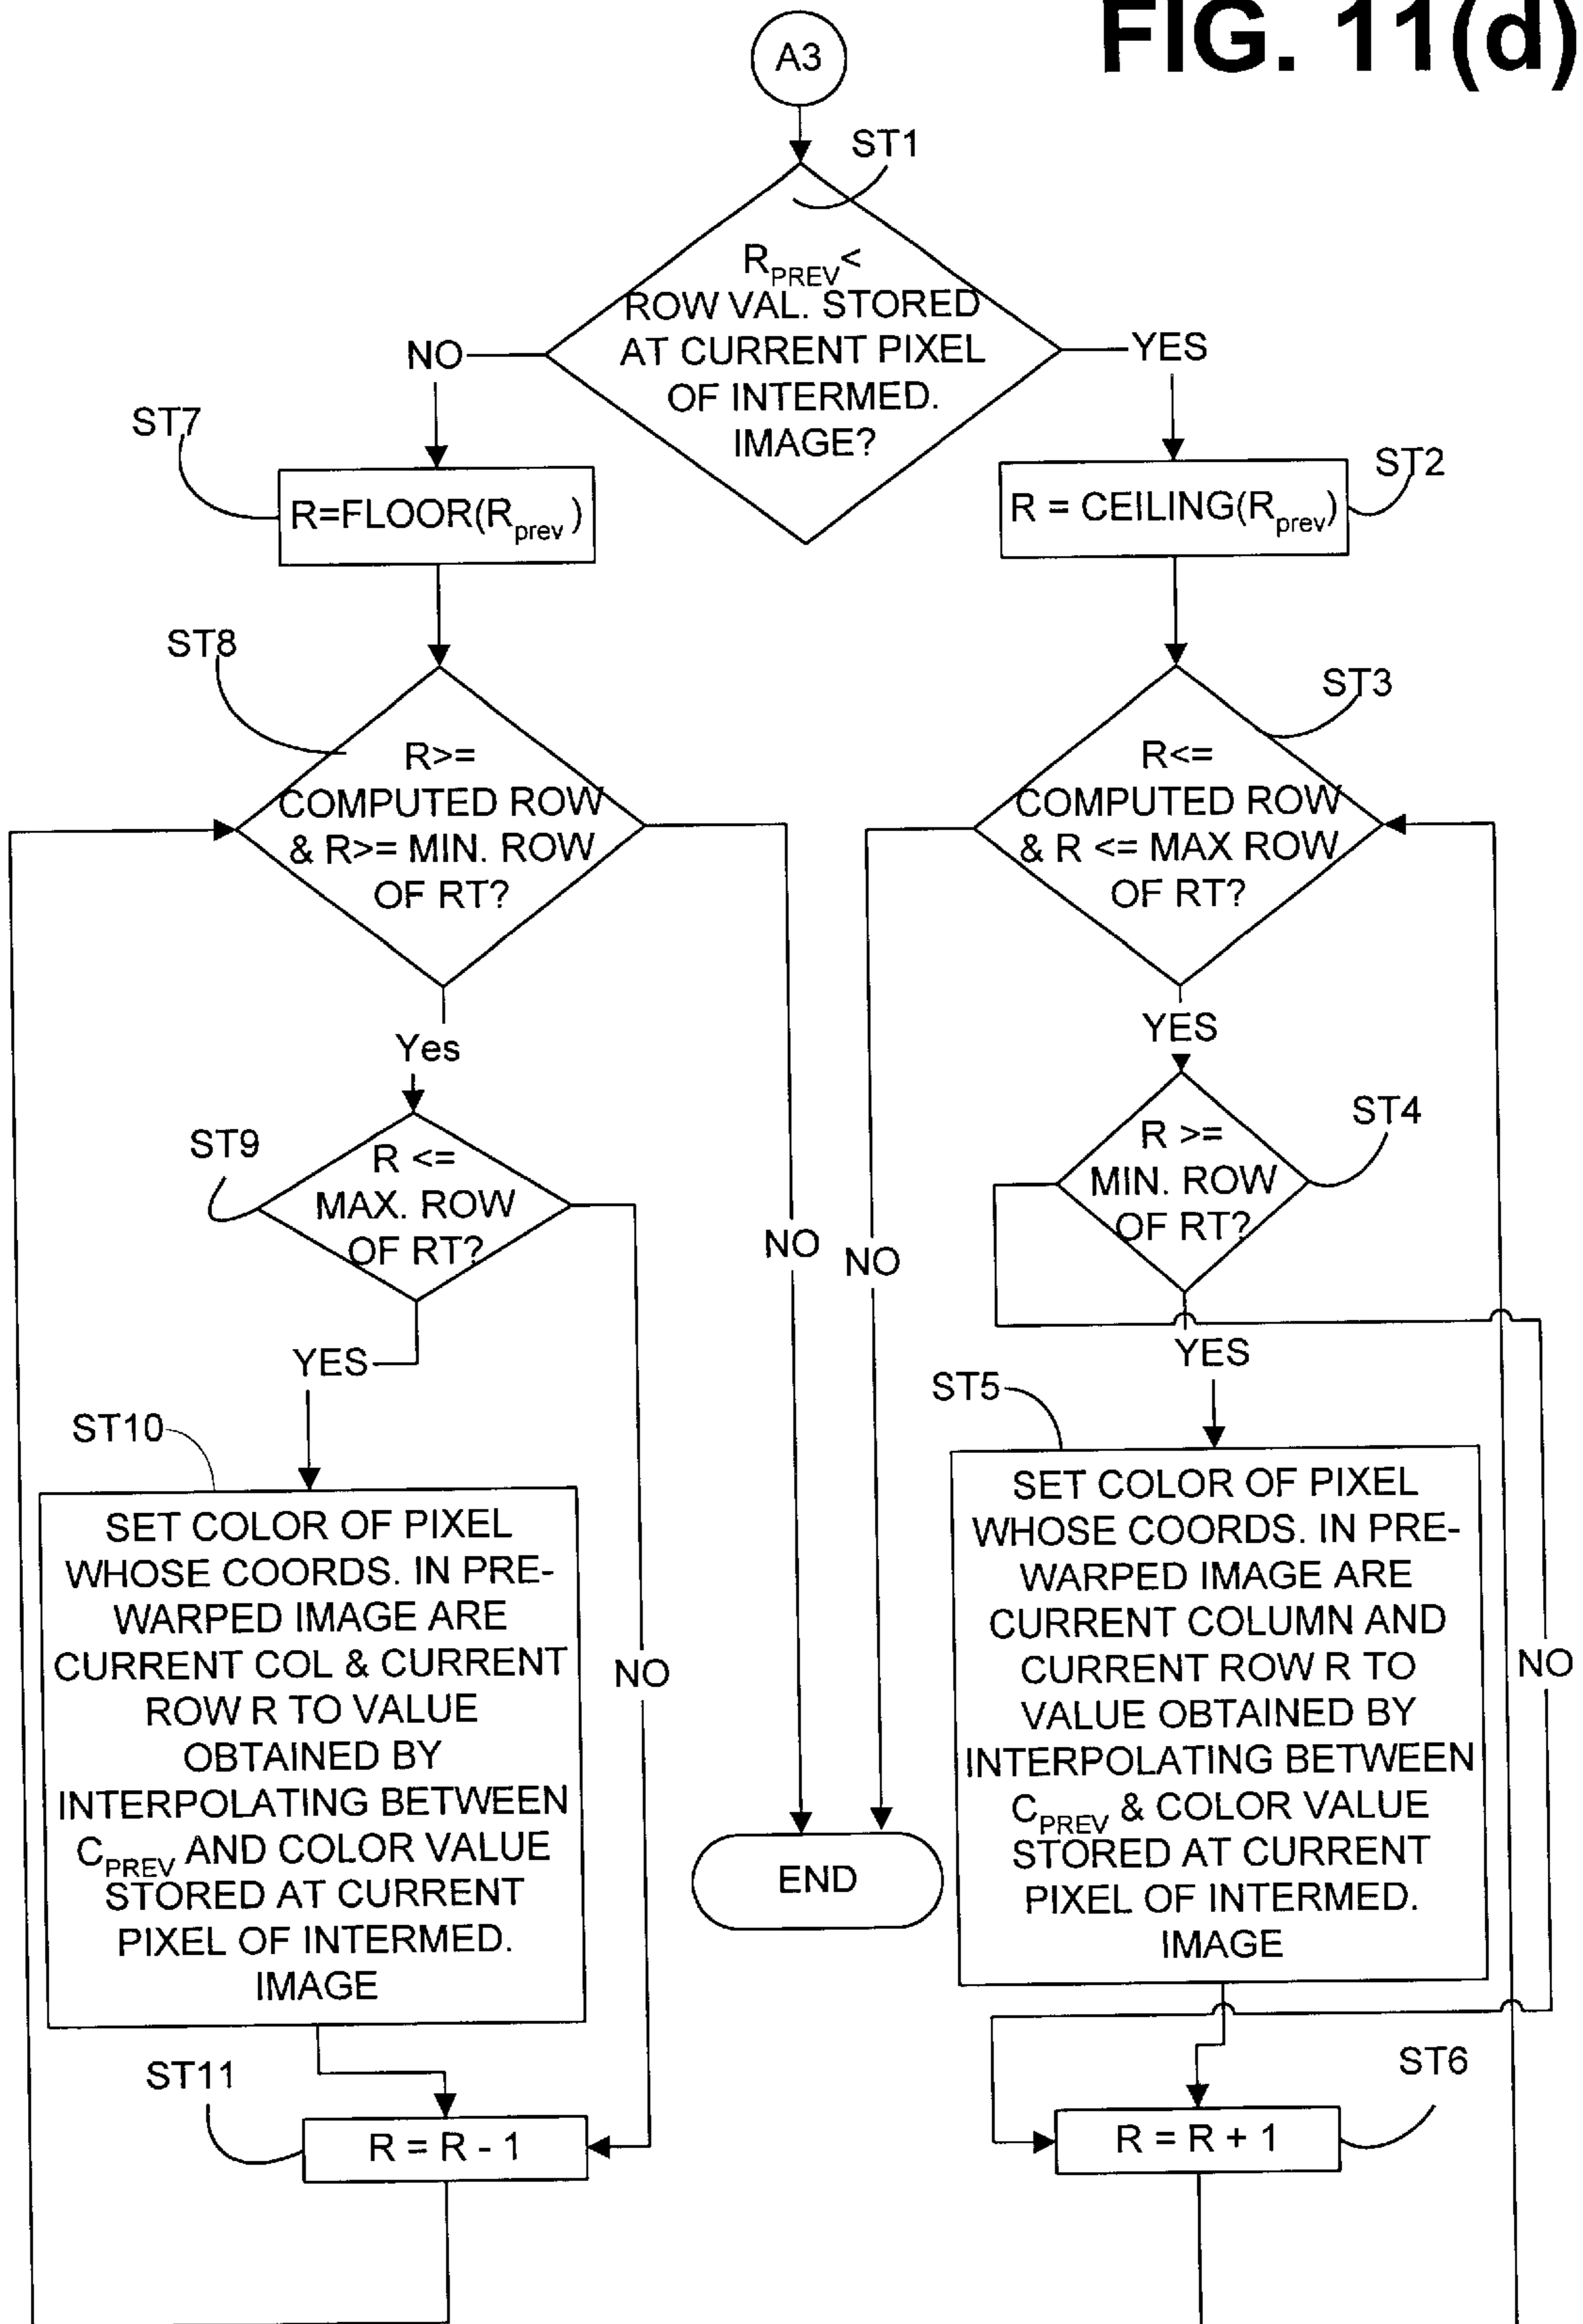 FIG. 11(d)
A3
ST1
R_PREV<
ROW VAL. STORED
AT CURRENT PIXEL
OF INTERMED.
IMAGE?
NO
YES
ST7
R=FLOOR(R_prev)
ST2
R = CEILING(R_prev)
ST8
R>=
COMPUTED ROW
& R>= MIN. ROW
OF RT?
ST3
R<=
COMPUTED ROW
& R <= MAX ROW
OF RT?
Yes
YES
ST9
R <=
MAX. ROW
OF RT?
ST4
R >=
MIN. ROW
OF RT?
NO
NO
YES
YES
ST10
SET COLOR OF PIXEL
WHOSE COORDS. IN PRE-
WARPED IMAGE ARE
CURRENT COL & CURRENT
ROW R TO VALUE
OBTAINED BY
INTERPOLATING BETWEEN
C_PREV AND COLOR VALUE
STORED AT CURRENT
PIXEL OF INTERMED.
IMAGE
NO
ST5
SET COLOR OF PIXEL
WHOSE COORDS. IN PRE-
WARPED IMAGE ARE
CURRENT COLUMN AND
CURRENT ROW R TO
VALUE OBTAINED BY
INTERPOLATING BETWEEN
C_PREV & COLOR VALUE
STORED AT CURRENT
PIXEL OF INTERMED.
IMAGE
NO
END
ST11
R = R - 1
ST6
R = R + 1